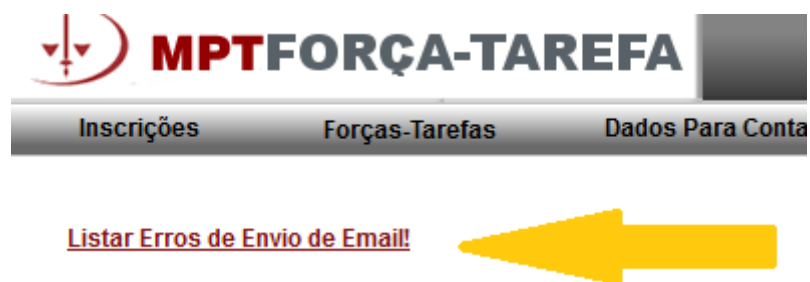 MPTFORÇA-TAREFA
Inscrições Forças-Tarefas Dados Para Conta
Listar Erros de Envio de Email!